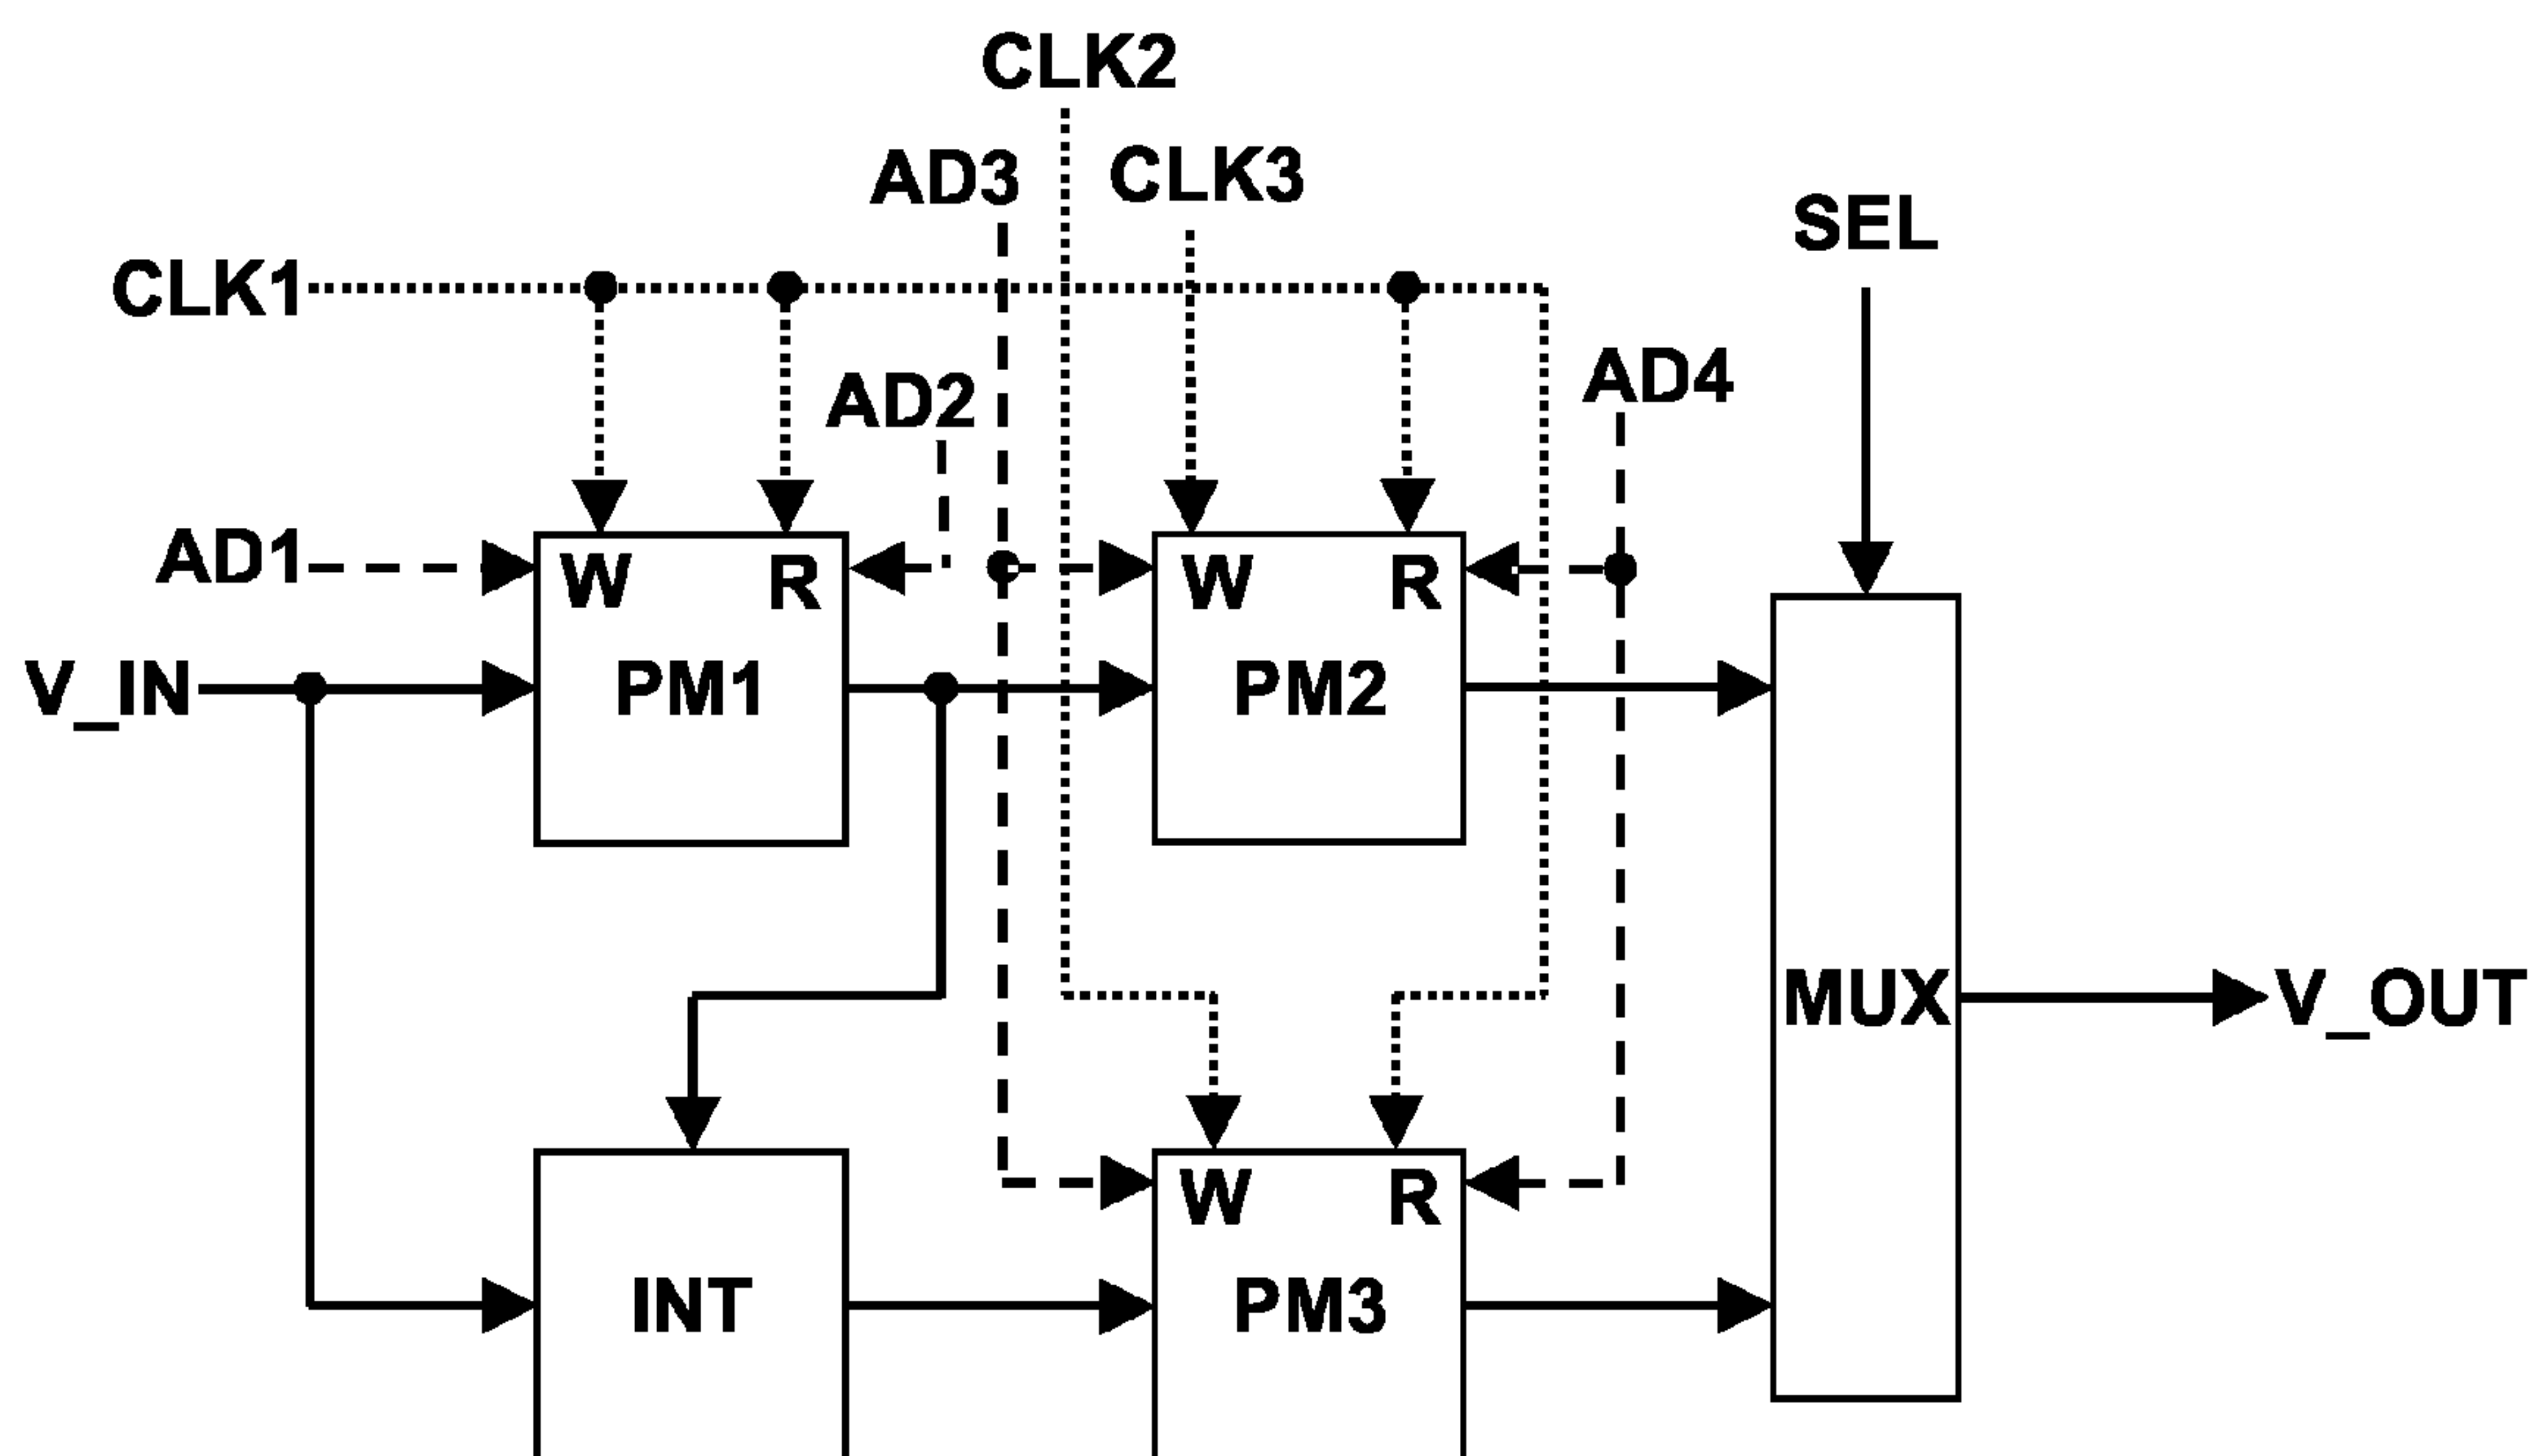 CLK2
AD3
CLK3
SEL
CLK1
AD2
AD4
AD1
W R
W R
V_IN
PM1
PM2
MUX
V_OUT
W R
INT
PM3